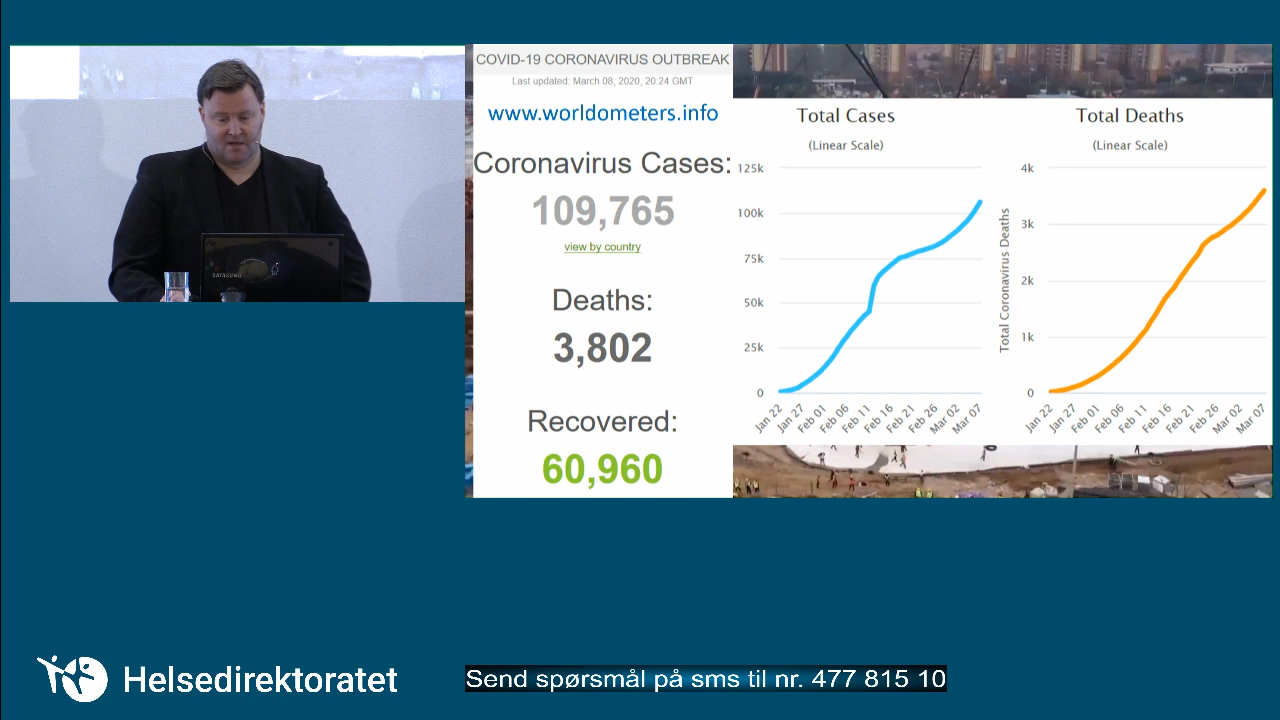 COVID-19 CORONAVIRUS OUTBREAK
Last updated: March 08, 2020, 20:24 GMT
www.worldometers.info
Coronavirus Cases:
109,765
view by country
Deaths:
3,802
Recovered:
60,960
Total Cases
(Linear Scale)
125k
100k
75k
50k
25k
0
Jan 22
Jan 27
Feb 01
Feb 06
Feb 11
Feb 16
Feb 21
Feb 26
Mar 02
Mar 07
Total Deaths
(Linear Scale)
Total Coronavirus Deaths
4k
3k
2k
1k
0
Jan 22
Jan 27
Feb 01
Feb 06
Feb 11
Feb 16
Feb 21
Feb 26
Mar 02
Mar 07
SAMSUNG
Helsedirektoratet
Send spørsmål på sms til nr. 477 815 10